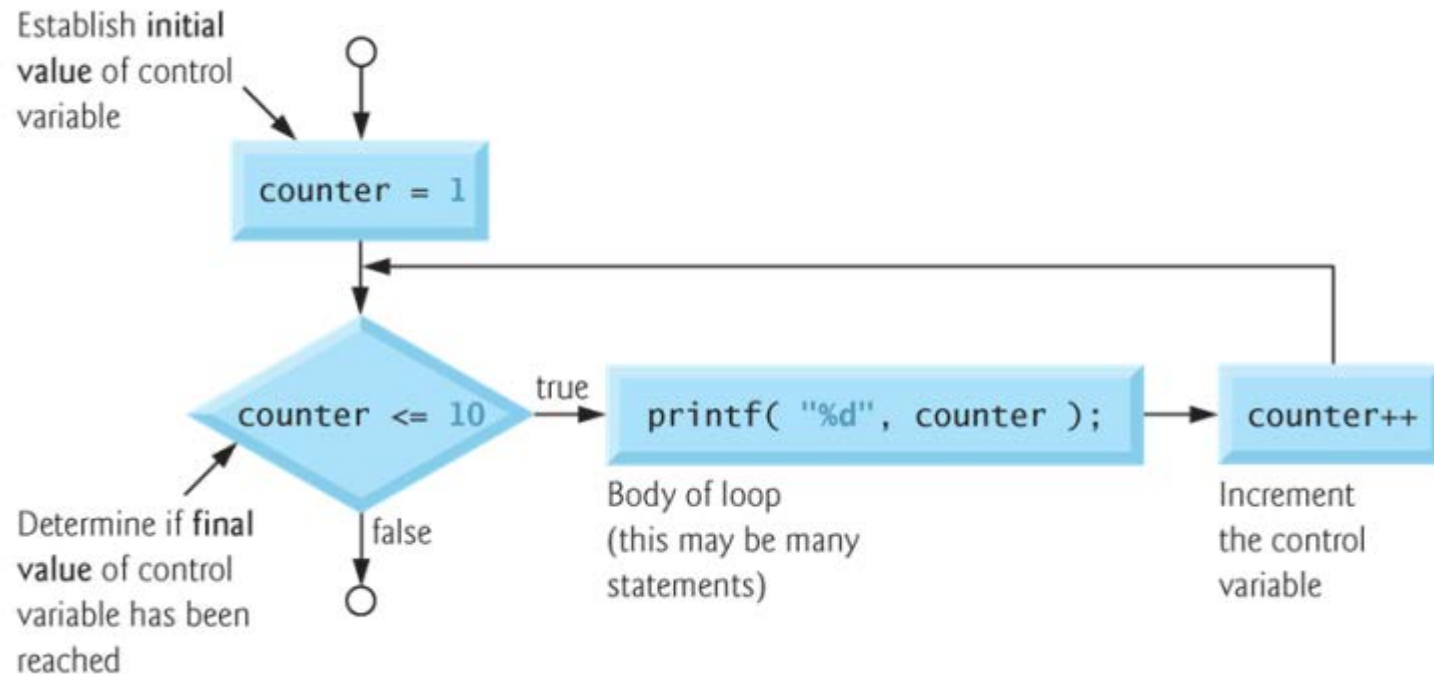 Establish initial
value of control
variable
counter = 1
counter <= 10
true
printf( "%d", counter );
counter++
false
Determine if final
value of control
variable has been
reached
Body of loop
(this may be many
statements)
Increment
the control
variable